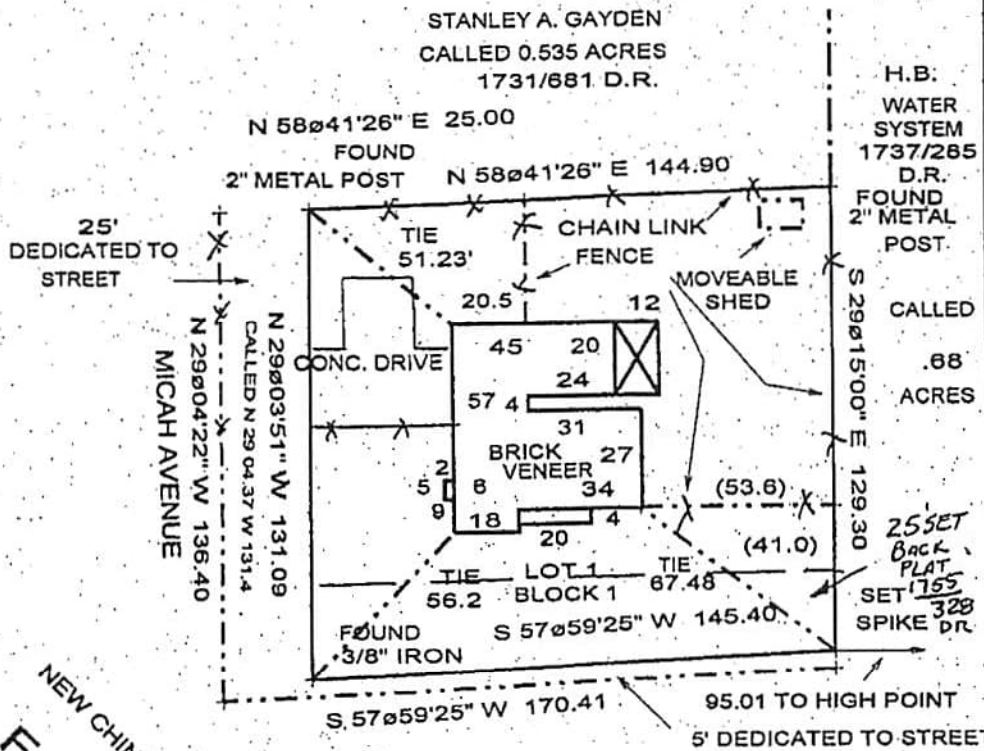 STANLEY A. GAYDEN
CALLED 0.535 ACRES
1731/681 D.R.
H.B.
WATER
SYSTEM
1737/265
D.R.
FOUND
2" METAL
POST
CALLED
.68
ACRES
N 58ø41'26" E 25.00
FOUND
2" METAL POST
N 58ø41'26" E 144.90
25'
DEDICATED TO
STREET
TIE
51.23'
CHAIN LINK
FENCE
MOVEABLE
SHED
20.5
12
45
20
24
CONC. DRIVE
57
4
31
BRICK
VENEER
27
2
5
6
34
9
18
4
20
(53.6)
(41.0)
S 29ø15'00" E 129.30
N 29ø03'51" W 131.09
CALLED N 29 04.37 W 131.4
N 29ø04'22" W 136.40
MICAH AVENUE
25' SET
BACK
PLAT
1755
328
DR
SET
SPIKE
TIE
56.2
LOT 1
BLOCK 1
TIE
67.48
FOUND
3/8" IRON
S 57ø59'25" W 145.40
S 57ø59'25" W 170.41
95.01 TO HIGH POINT
5' DEDICATED TO STREET